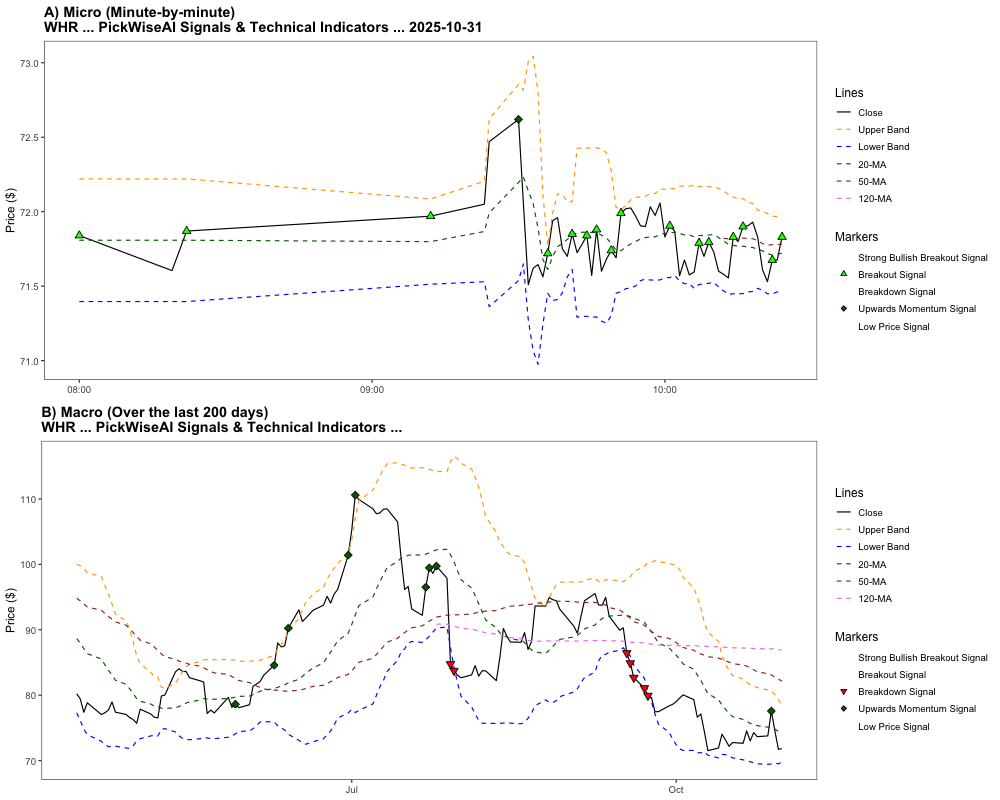 A) Micro (Minute-by-minute)
WHR ... PickWiseAI Signals & Technical Indicators ... 2025-10-31
Price ($)
73.0
72.5
72.0
71.5
71.0
08:00
09:00
10:00
Lines
Close
Upper Band
Lower Band
20-MA
50-MA
120-MA
Markers
Strong Bullish Breakout Signal
Breakout Signal
Breakdown Signal
Upwards Momentum Signal
Low Price Signal
B) Macro (Over the last 200 days)
WHR ... PickWiseAI Signals & Technical Indicators ...
Price ($)
110
100
90
80
70
Jul
Oct
Lines
Close
Upper Band
Lower Band
20-MA
50-MA
120-MA
Markers
Strong Bullish Breakout Signal
Breakout Signal
Breakdown Signal
Upwards Momentum Signal
Low Price Signal